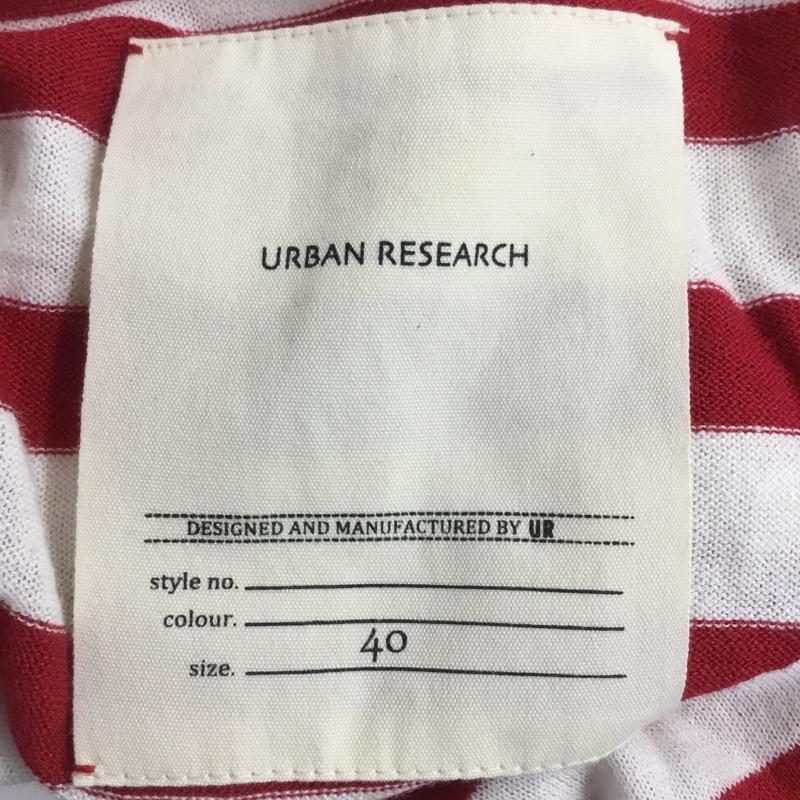 URBAN RESEARCH
DESIGNED AND MANUFACTURED BY UR
style no.
colour.
size. 40